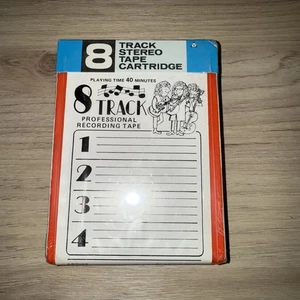 8 TRACK
STEREO
TAPE
CARTRIDGE
PLAYING TIME 40 MINUTES
8 TRACK
PROFESSIONAL
RECORDING TAPE
1
2
3
4